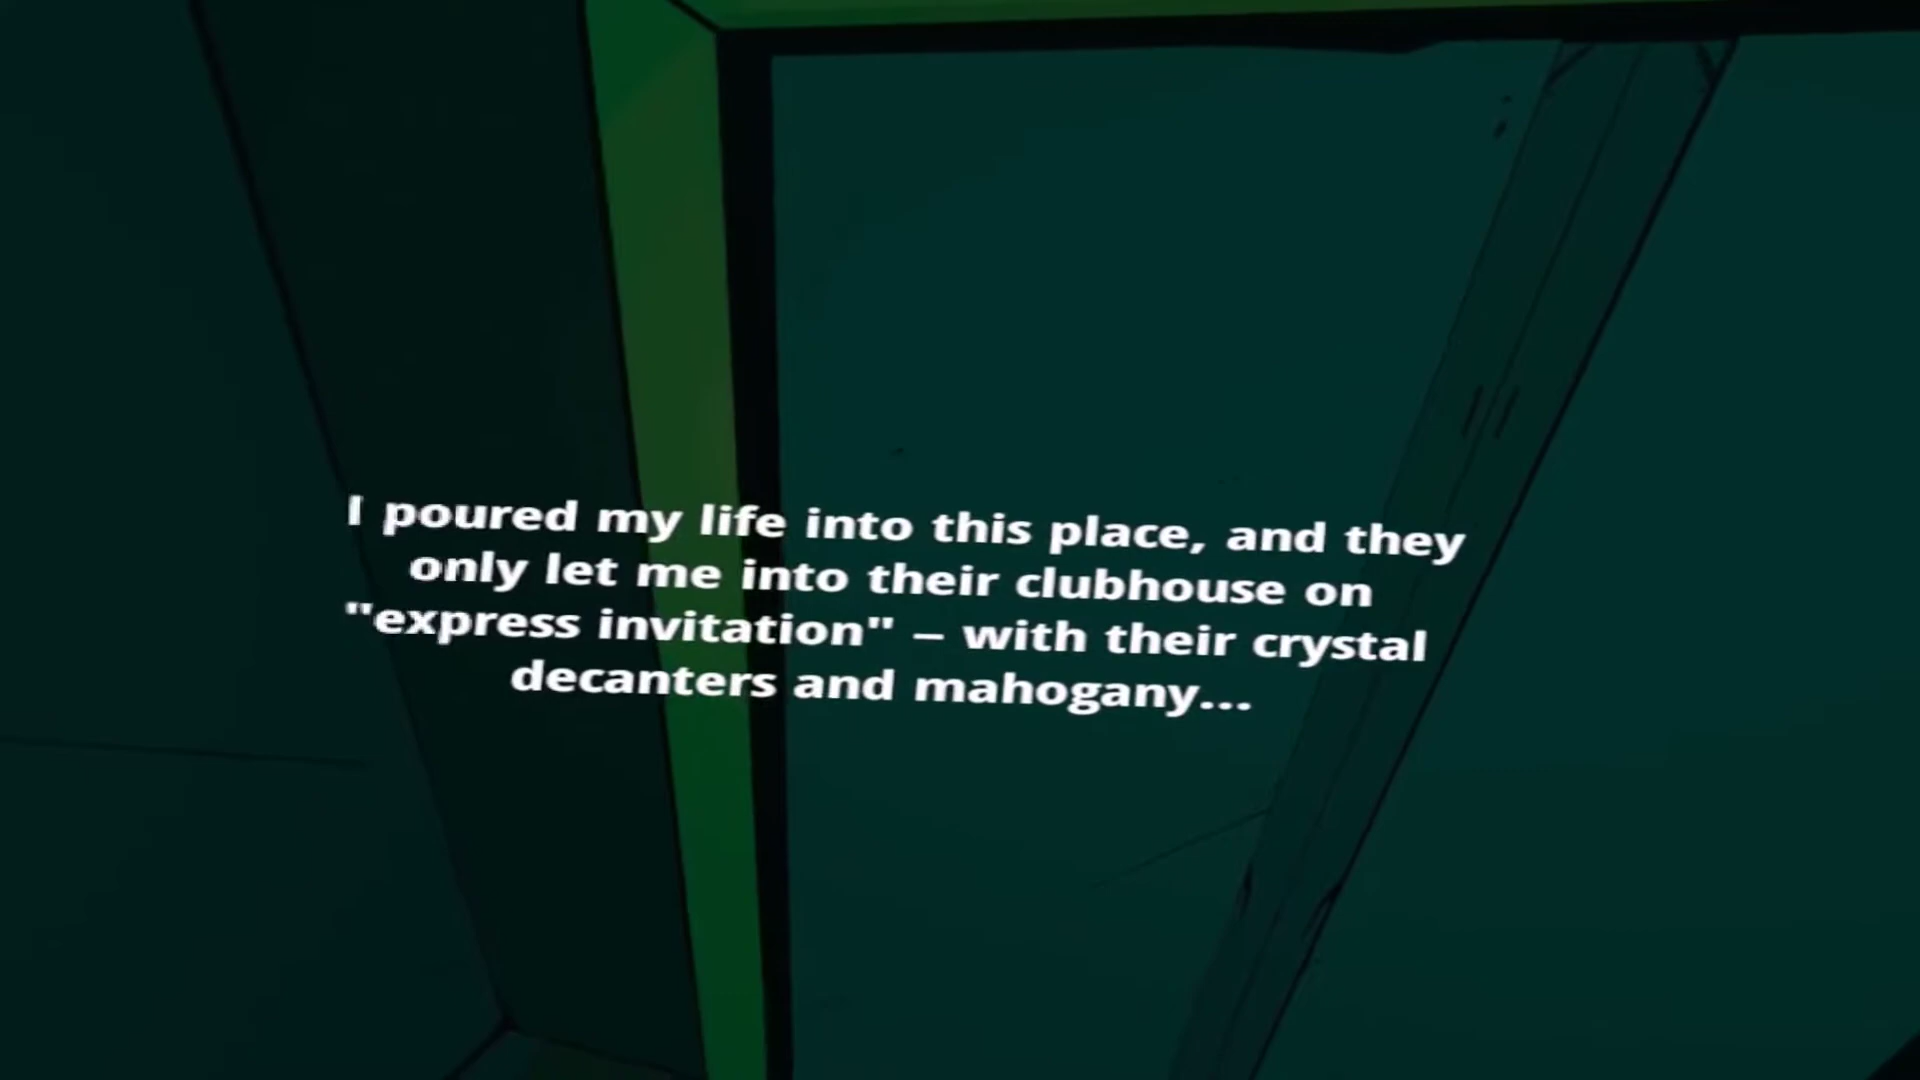 I poured my life into this place, and they
only let me into their clubhouse on
"express invitation" – with their crystal
decanters and mahogany...